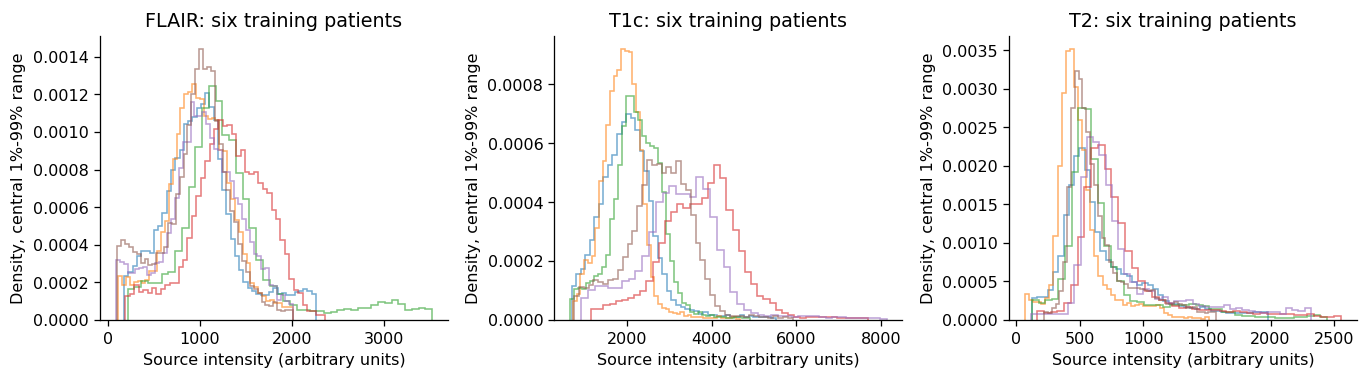 FLAIR: six training patients
Density, central 1%-99% range
0.0014
0.0012
0.0010
0.0008
0.0006
0.0004
0.0002
0.0000
0 1000 2000 3000
Source intensity (arbitrary units)
T1c: six training patients
Density, central 1%-99% range
0.0008
0.0006
0.0004
0.0002
0.0000
2000 4000 6000 8000
Source intensity (arbitrary units)
T2: six training patients
Density, central 1%-99% range
0.0035
0.0030
0.0025
0.0020
0.0015
0.0010
0.0005
0.0000
0 500 1000 1500 2000 2500
Source intensity (arbitrary units)